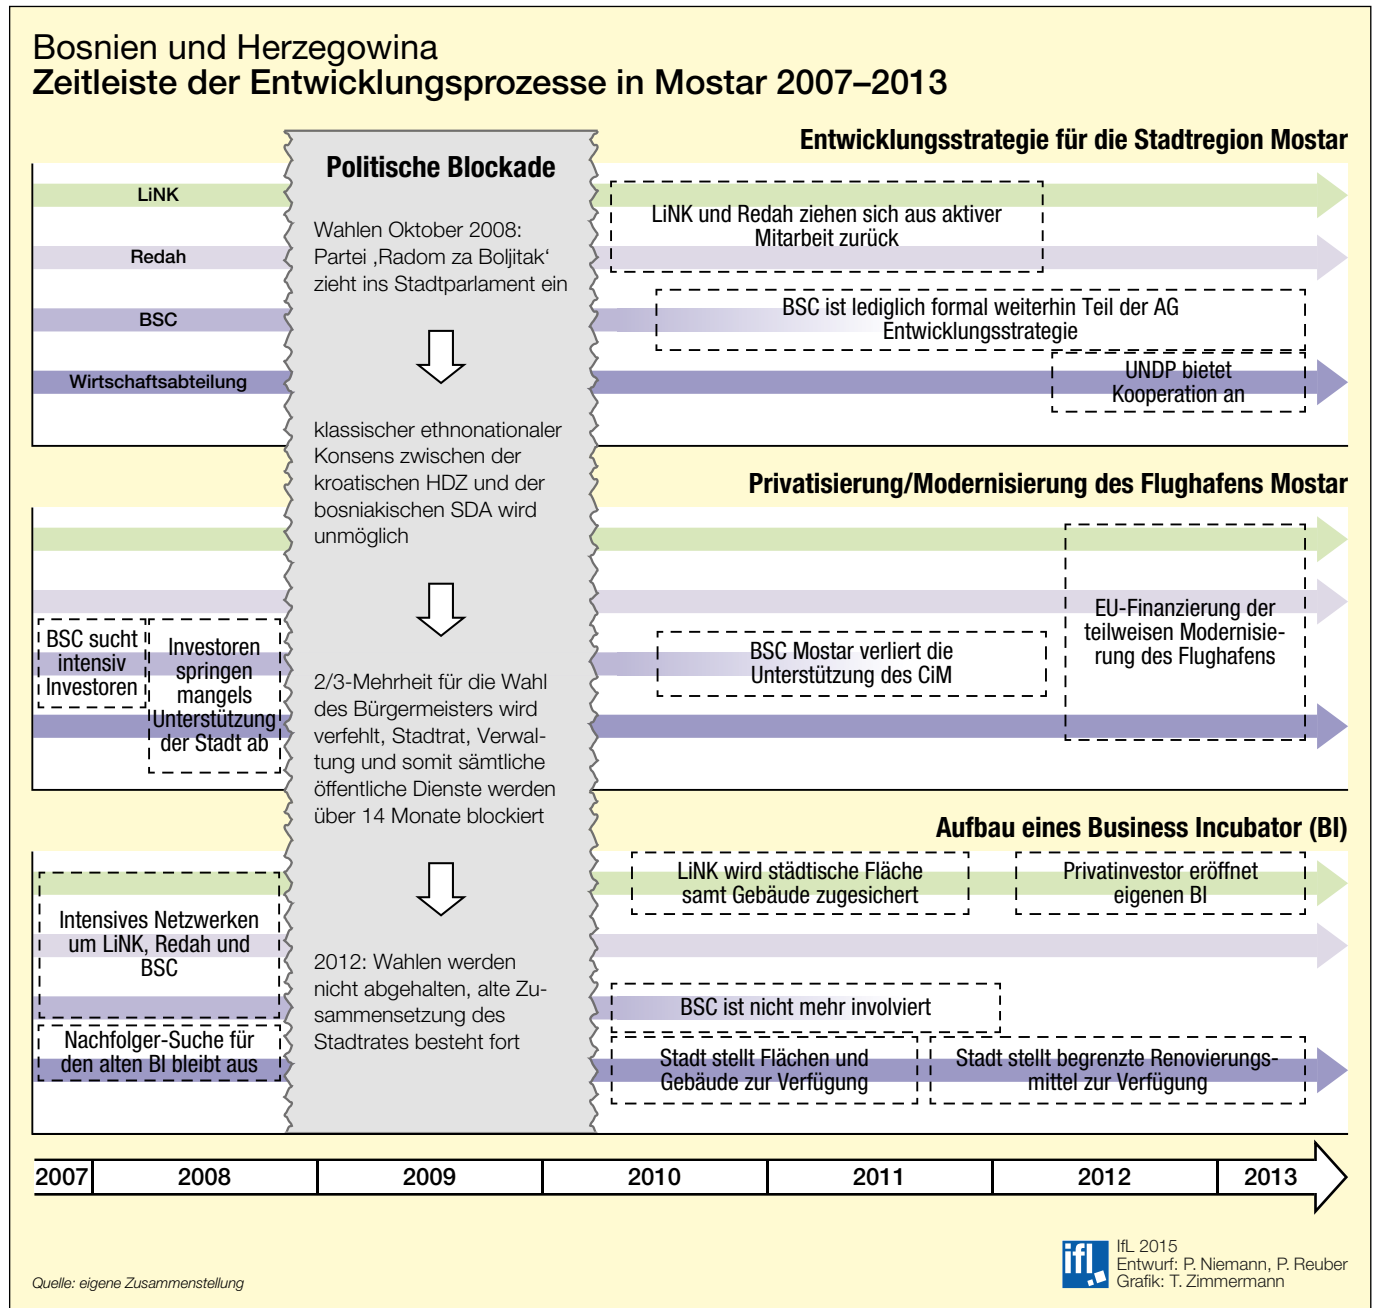 Bosnien und Herzegowina
Zeitleiste der Entwicklungsprozesse in Mostar 2007–2013
Politische Blockade
Wahlen Oktober 2008:
Partei ‚Radom za Boljitak‘
zieht ins Stadtparlament ein
klassischer ethnonationaler
Konsens zwischen der
kroatischen HDZ und der
bosniakischen SDA wird
unmöglich
2/3-Mehrheit für die Wahl
des Bürgermeisters wird
verfehlt, Stadtrat, Verwal-
tung und somit sämtliche
öffentliche Dienste werden
über 14 Monate blockiert
2012: Wahlen werden
nicht abgehalten, alte Zu-
sammensetzung des
Stadtrates besteht fort
Entwicklungsstrategie für die Stadtregion Mostar
LiNK
Redah
BSC
Wirtschaftsabteilung
LiNK und Redah ziehen sich aus aktiver
Mitarbeit zurück
BSC ist lediglich formal weiterhin Teil der AG
Entwicklungsstrategie
UNDP bietet
Kooperation an
Privatisierung/Modernisierung des Flughafens Mostar
BSC sucht
intensiv
Investoren
Investoren
springen
mangels
Unterstützung
der Stadt ab
BSC Mostar verliert die
Unterstützung des CiM
EU-Finanzierung der
teilweisen Modernisie-
rung des Flughafens
Aufbau eines Business Incubator (BI)
Intensives Netzwerken
um LiNK, Redah und
BSC
Nachfolger-Suche für
den alten BI bleibt aus
LiNK wird städtische Fläche
samt Gebäude zugesichert
Privatinvestor eröffnet
eigenen BI
BSC ist nicht mehr involviert
Stadt stellt Flächen und
Gebäude zur Verfügung
Stadt stellt begrenzte Renovierungs-
mittel zur Verfügung
2007 2008 2009 2010 2011 2012 2013
Quelle: eigene Zusammenstellung
ifl
IfL 2015
Entwurf: P. Niemann, P. Reuber
Grafik: T. Zimmermann